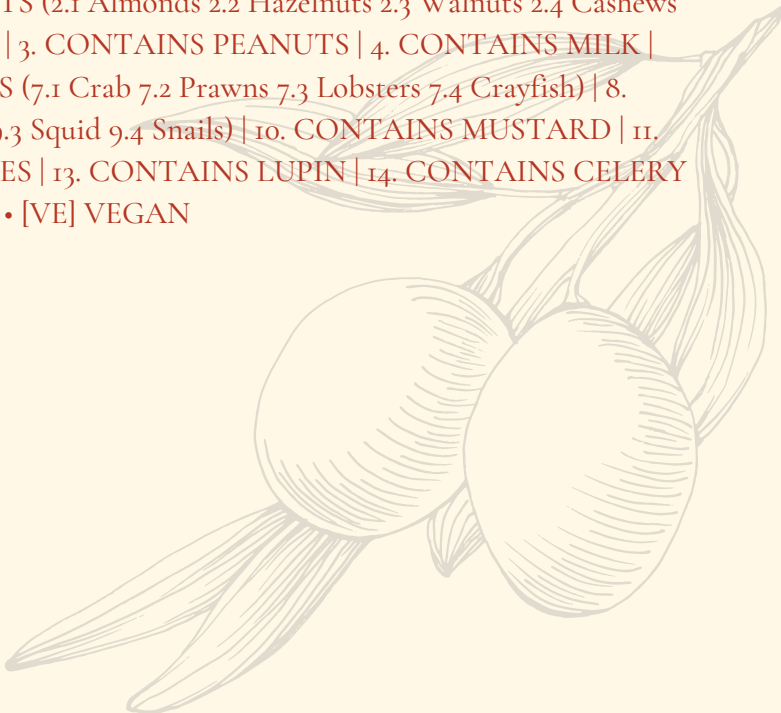 TS (2.1 Almonds 2.2 Hazelnuts 2.3 Walnuts 2.4 Cashews
| 3. CONTAINS PEANUTS | 4. CONTAINS MILK |
S (7.1 Crab 7.2 Prawns 7.3 Lobsters 7.4 Crayfish) | 8.
9.3 Squid 9.4 Snails) | 10. CONTAINS MUSTARD | 11.
ES | 13. CONTAINS LUPIN | 14. CONTAINS CELERY
• [VE] VEGAN